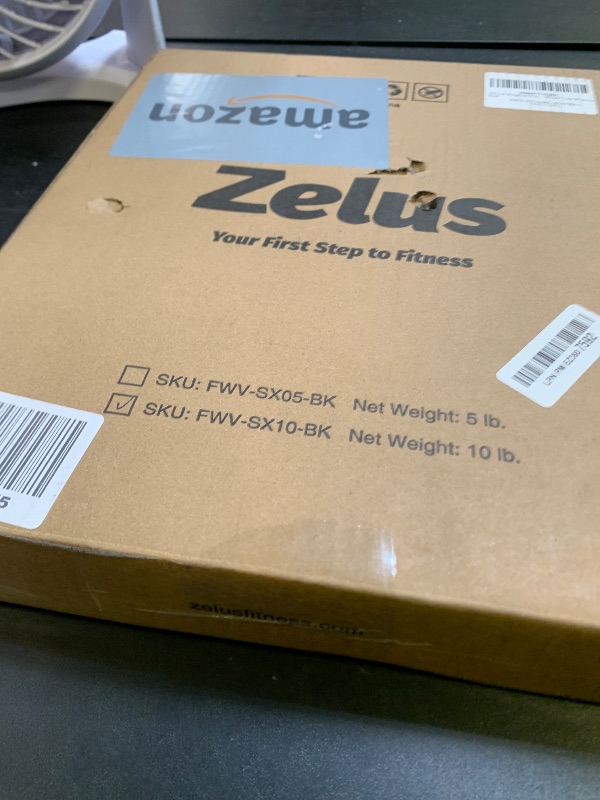 amazon
Zelus
Your First Step to Fitness
SKU: FWV-SX05-BK Net Weight: 5 lb.
SKU: FWV-SX10-BK Net Weight: 10 lb.
zelusfitness.com